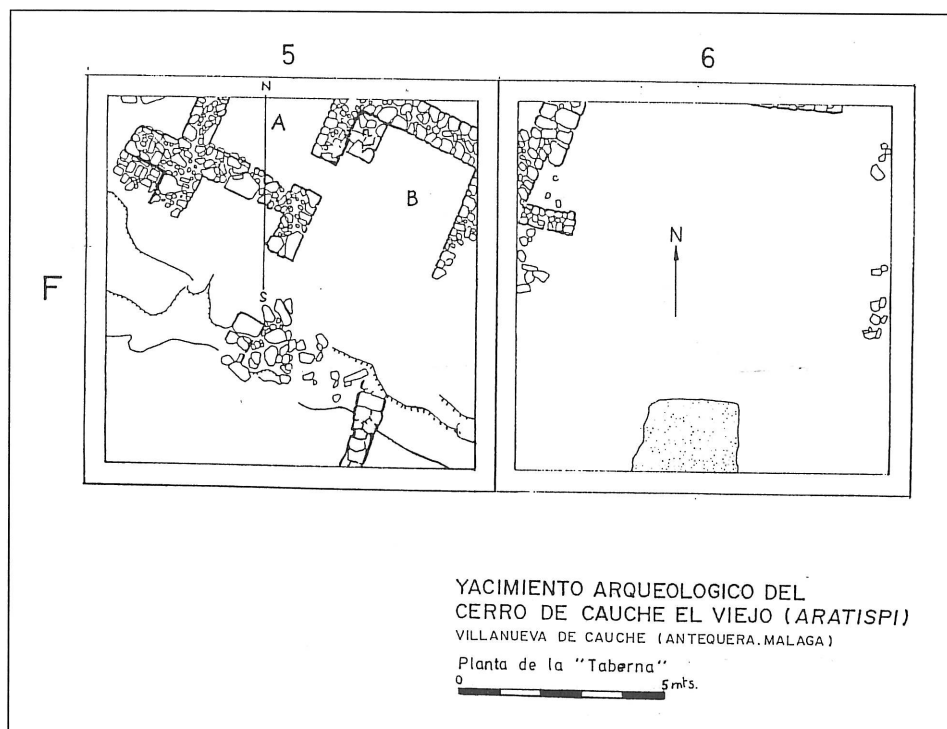 5 6
N
A
B
c
F
N
S
YACIMIENTO ARQUEOLOGICO DEL
CERRO DE CAUCHE EL VIEJO (ARATISPI)
VILLANUEVA DE CAUCHE (ANTEQUERA.MALAGA)
Planta de la "Taberna"
0 5 mts.